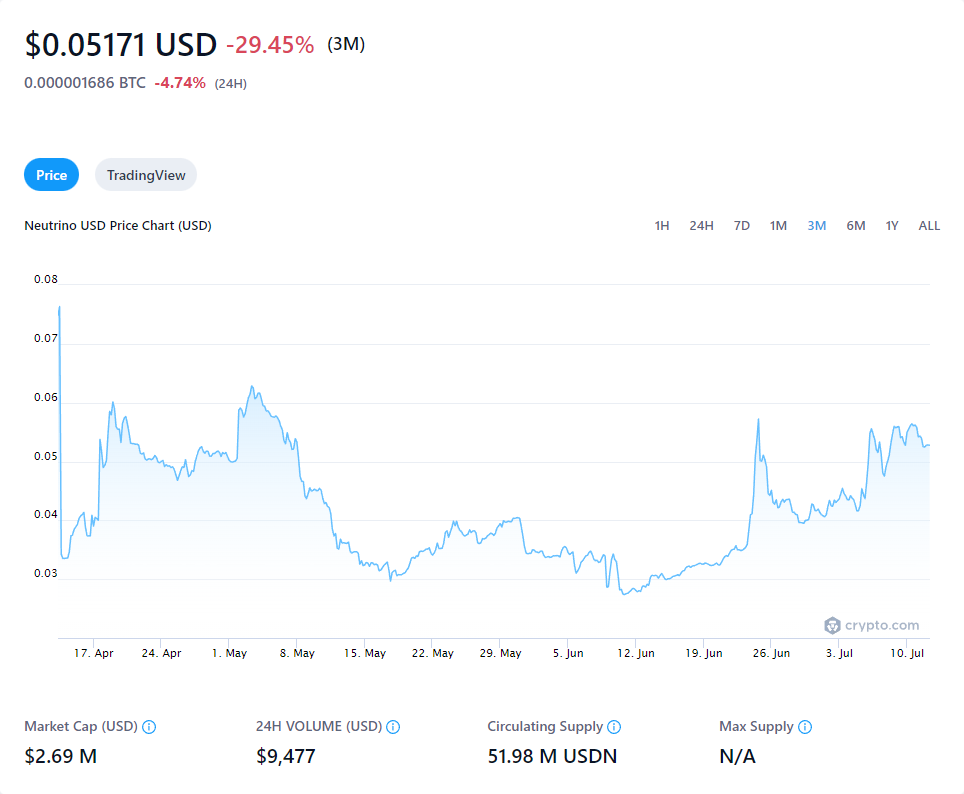 $0.05171 USD -29.45% (3M)
0.000001686 BTC -4.74% (24H)
Price TradingView
Neutrino USD Price Chart (USD) 1H 24H 7D 1M 3M 6M 1Y ALL
0.08
0.07
0.06
0.05
0.04
0.03
crypto.com
17. Apr 24. Apr 1. May 8. May 15. May 22. May 29. May 5. Jun 12. Jun 19. Jun 26. Jun 3. Jul 10. Jul
Market Cap (USD) 24H VOLUME (USD) Circulating Supply Max Supply
$2.69 M $9,477 51.98 M USDN N/A